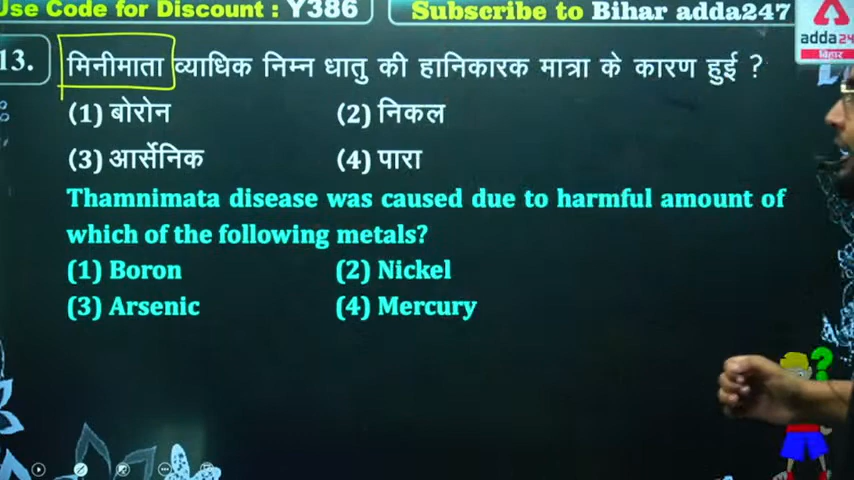 Use Code for Discount : Y386
Subscribe to Bihar adda247
adda24
बिहार
13. मिनीमाता व्याधिक निम्न धातु की हानिकारक मात्रा के कारण हुई ?
(1) बोरोन (2) निकल
(3) आर्सेनिक (4) पारा
Thamnimata disease was caused due to harmful amount of
which of the following metals?
(1) Boron (2) Nickel
(3) Arsenic (4) Mercury